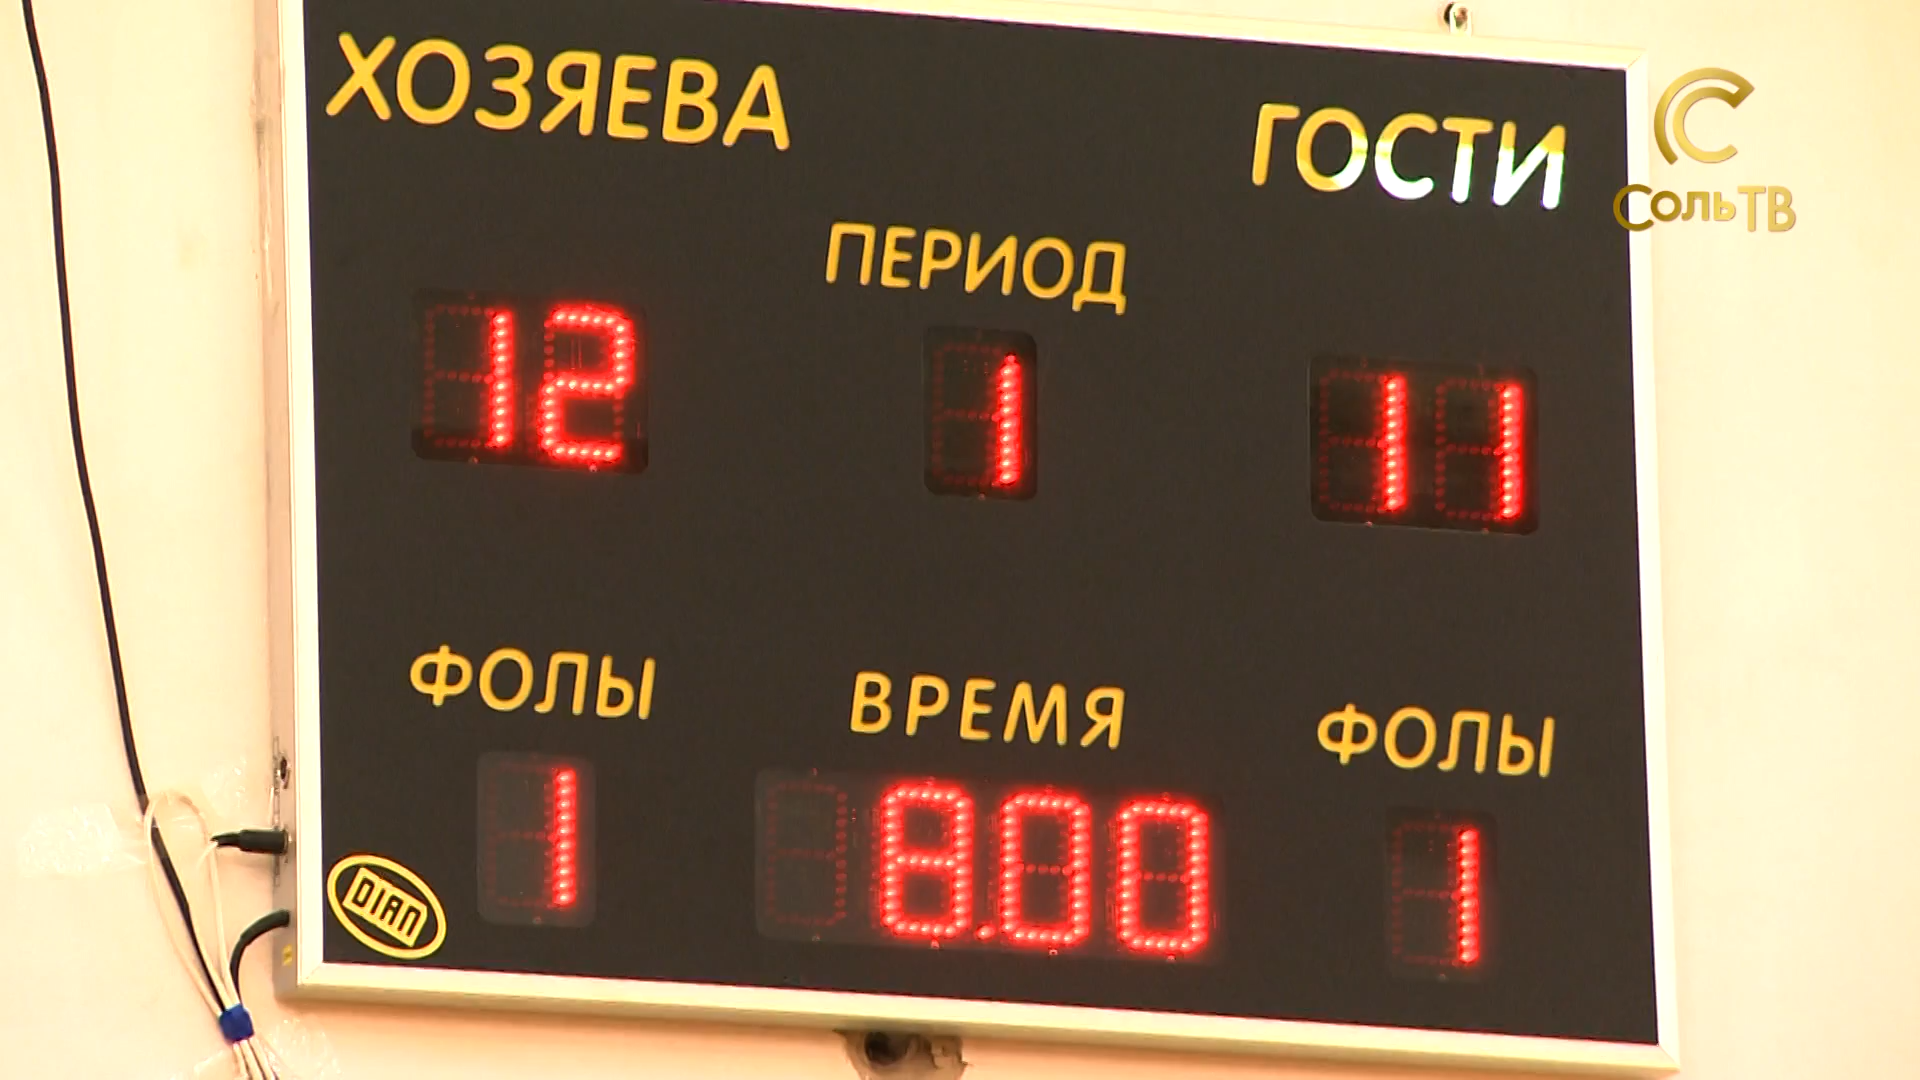 ХОЗЯЕВА ГОСТИ
ПЕРИОД
12 1 11
ФОЛЫ ВРЕМЯ ФОЛЫ
1 8.00 1
DIAN
СольТВ